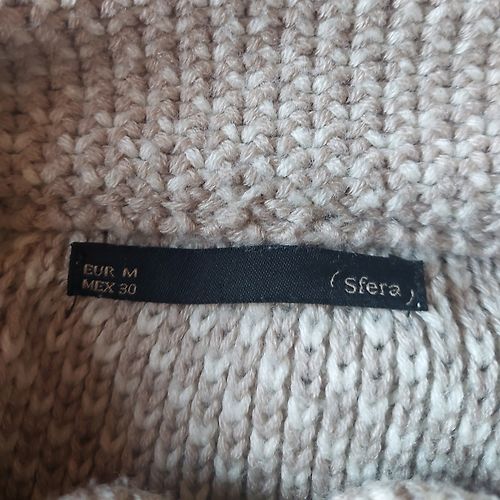 EUR M
MEX 30
( Sfera )